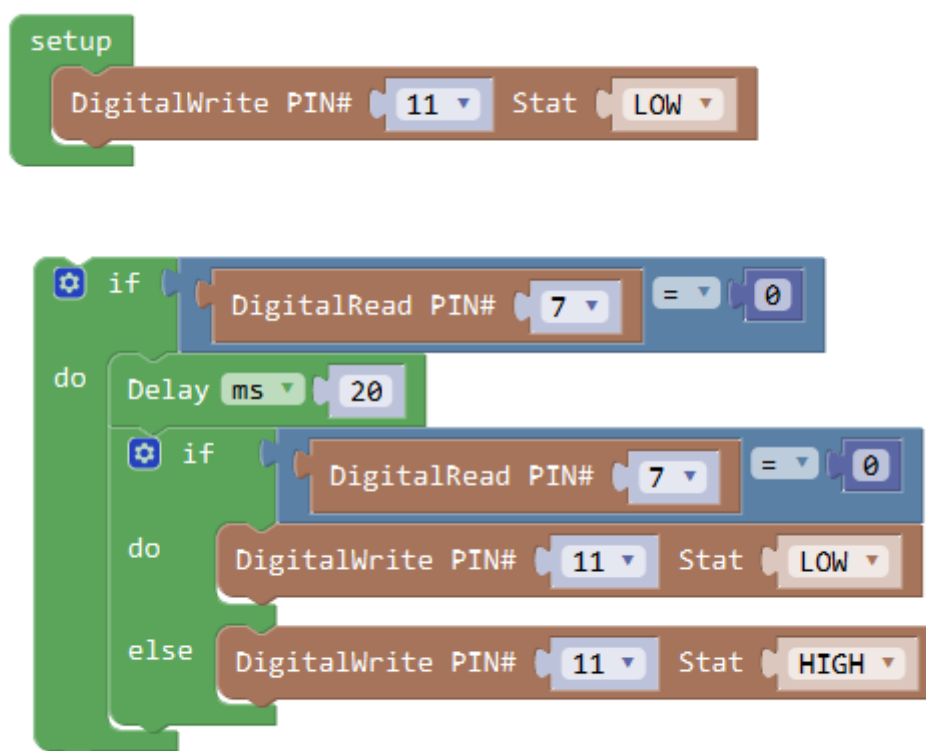 setup
DigitalWrite PIN# 11 Stat LOW
if DigitalRead PIN# 7 = 0
do Delay ms 20
if DigitalRead PIN# 7 = 0
do DigitalWrite PIN# 11 Stat LOW
else DigitalWrite PIN# 11 Stat HIGH